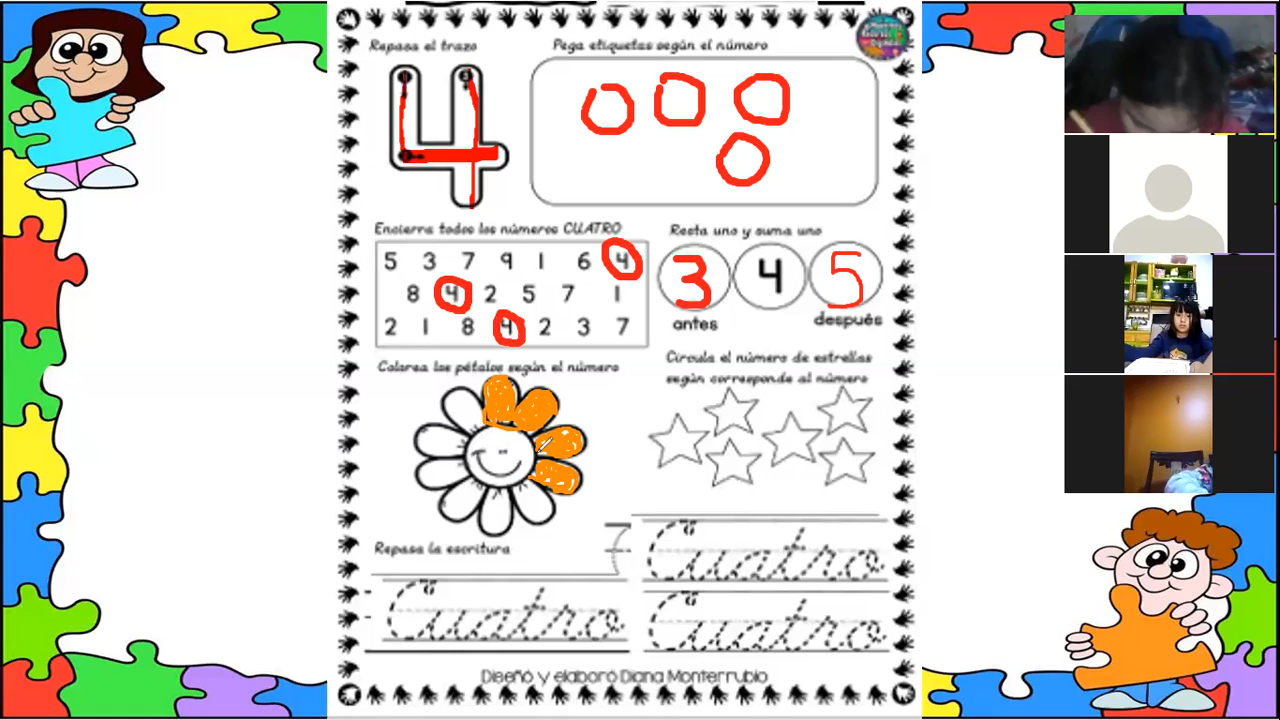 Repasa el trazo
Pega etiquetas según el número
4
Encierra todos los números CUATRO
5 3 7 9 1 6 4
8 4 2 5 7 1
2 1 8 4 2 3 7
Resta uno y suma uno
3 4 5
antes
después
Colorea los pétalos según el número
Circula el número de estrellas
según corresponde al número
Repasa la escritura
Cuatro
Cuatro
Cuatro
Diseñó y elaboró Diana Monterrubio